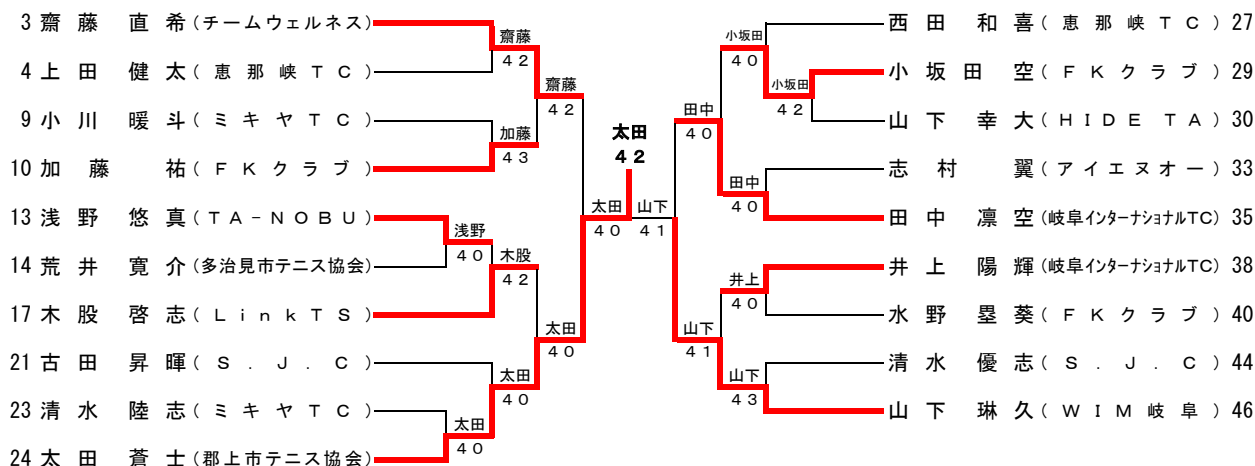 3 齋藤 直希(チームウェルネス)
4 上田 健太(恵那峡TC)
9 小川 暖斗(ミキヤTC)
10 加藤 祐(FKクラブ)
13 浅野 悠真(TA-NOBU)
14 荒井 寛介(多治見市テニス協会)
17 木股 啓志(LinkTS)
21 古田 昇暉(S.J.C)
23 清水 陸志(ミキヤTC)
24 太田 蒼士(郡上市テニス協会)
齋藤
42
加藤
43
浅野
40
木股
42
太田
40
太田
40
齋藤
42
太田
40
太田
40
太田
42
山下
41
田中
40
山下
41
小坂田
40
小坂田
42
田中
40
井上
40
山下
43
西田和喜(恵那峡TC) 27
小坂田空(FKクラブ) 29
山下幸大(HIDE TA) 30
志村 翼(アイエヌオー) 33
田中凛空(岐阜インターナショナルTC) 35
井上陽輝(岐阜インターナショナルTC) 38
水野塁葵(FKクラブ) 40
清水優志(S.J.C) 44
山下琳久(WIM岐阜) 46